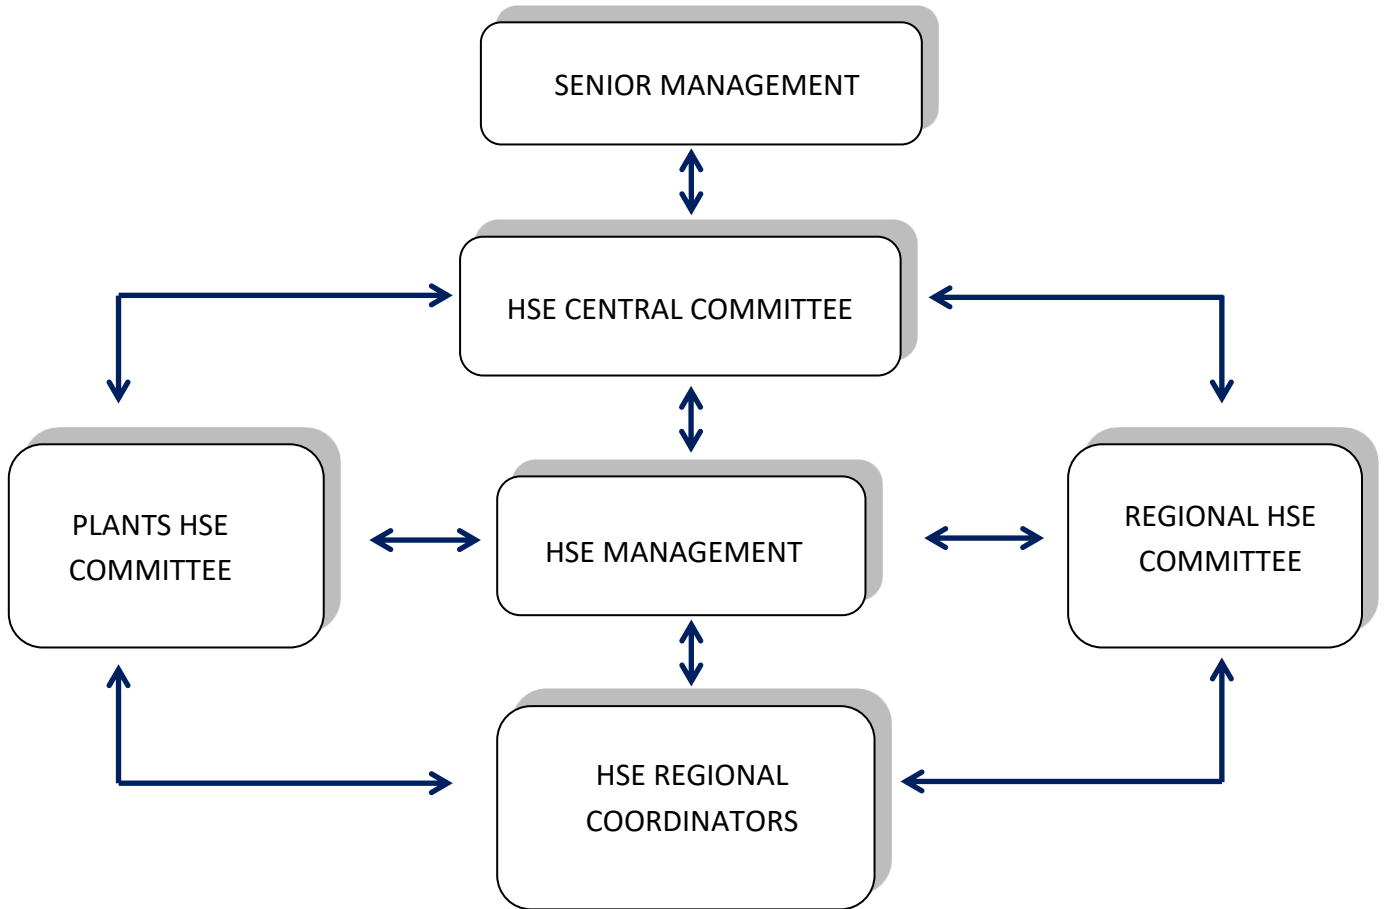 SENIOR MANAGEMENT
HSE CENTRAL COMMITTEE
PLANTS HSE
COMMITTEE
HSE MANAGEMENT
REGIONAL HSE
COMMITTEE
HSE REGIONAL
COORDINATORS